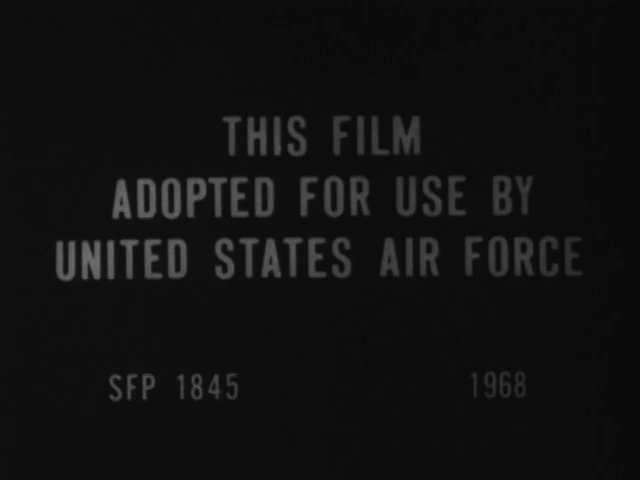 THIS FILM
ADOPTED FOR USE BY
UNITED STATES AIR FORCE
SFP 1845 1968